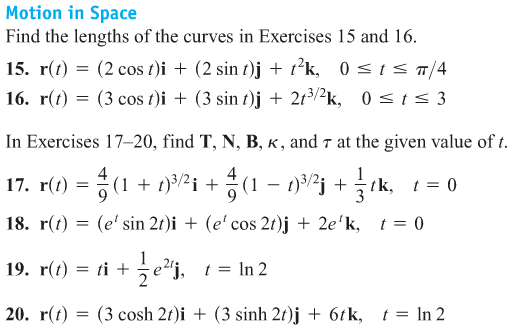 Motion in Space
Find the lengths of the curves in Exercises 15 and 16.
15. r(t) = (2 cos t)i + (2 sin t)j + t²k, 0 ≤ t ≤ π/4
16. r(t) = (3 cos t)i + (3 sin t)j + 2t^{3/2}k, 0 ≤ t ≤ 3
In Exercises 17–20, find T, N, B, κ, and τ at the given value of t.
17. r(t) = 4/9 (1 + t)^{3/2}i + 4/9 (1 − t)^{3/2}j + 1/3 tk, t = 0
18. r(t) = (e^t sin 2t)i + (e^t cos 2t)j + 2e^t k, t = 0
19. r(t) = ti + 1/2 e^{2t}j, t = ln 2
20. r(t) = (3 cosh 2t)i + (3 sinh 2t)j + 6tk, t = ln 2